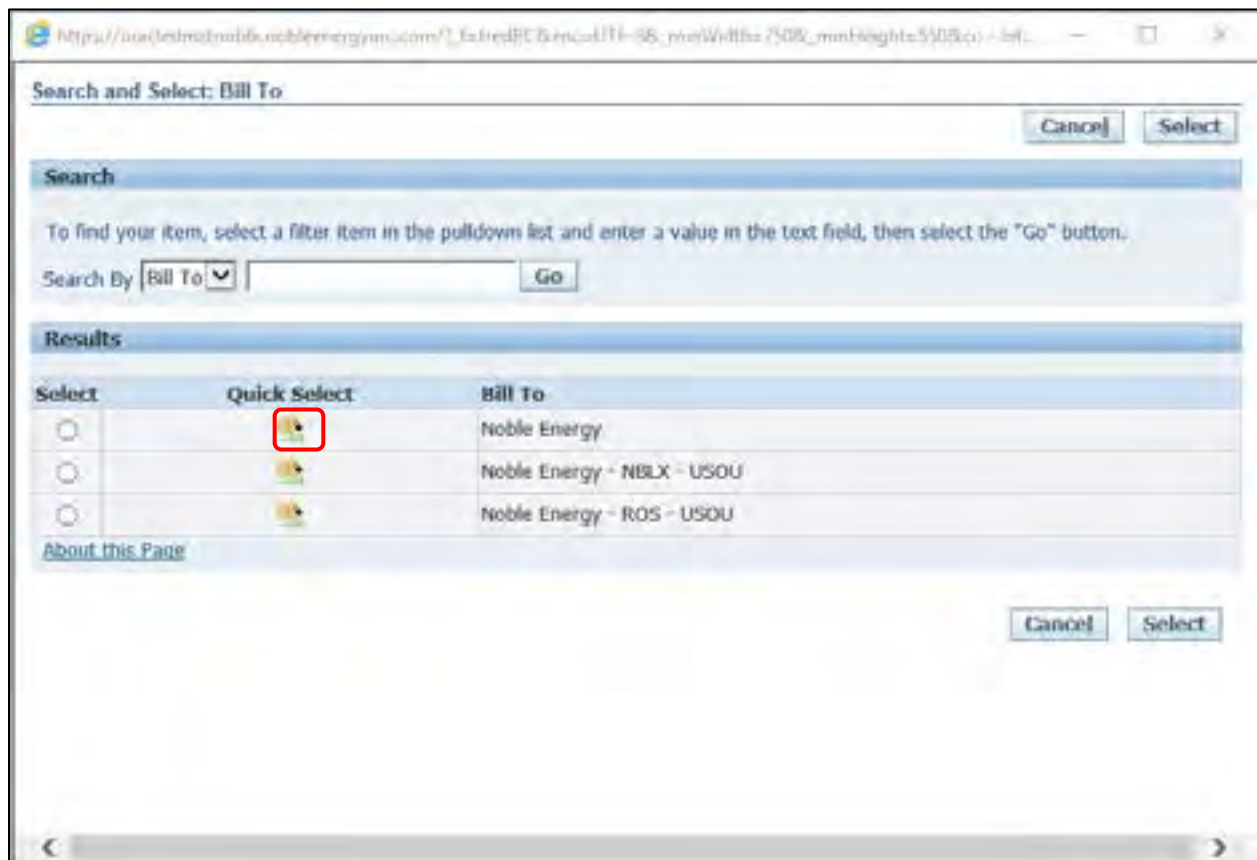 Search and Select: Bill To
Cancel Select
Search
To find your item, select a filter item in the pulldown list and enter a value in the text field, then select the "Go" button.
Search By Bill To Go
Results
Select Quick Select Bill To
Noble Energy
Noble Energy - NBLX - USOU
Noble Energy - ROS - USOU
About this Page
Cancel Select